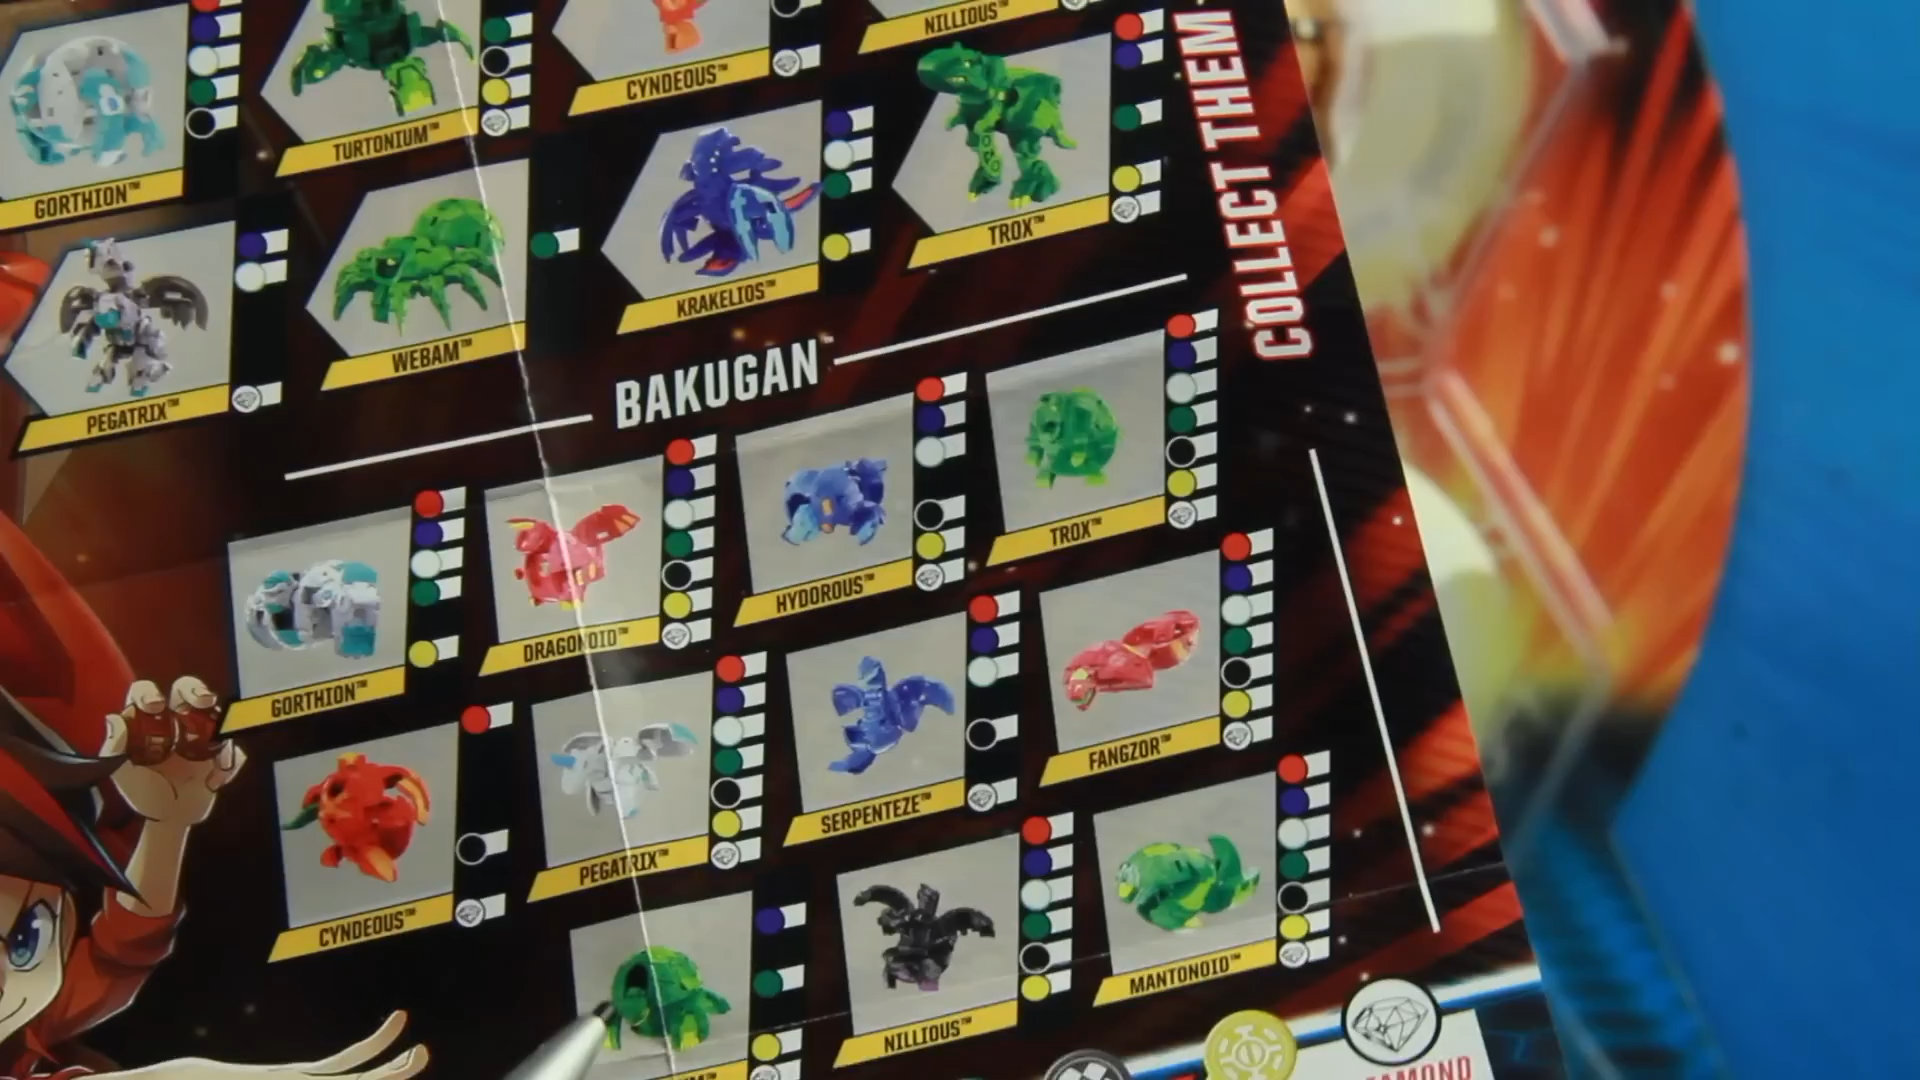 NILLIOUS™
CYNDEOUS™
TURTONIUM™
GORTHION™
TROX™
KRAKELIOS™
WEBAM™
PEGATRIX™
COLLECT THEM
BAKUGAN
TROX™
HYDOROUS™
DRAGONOID™
GORTHION™
FANGZOR™
SERPENTEZE™
PEGATRIX™
CYNDEOUS™
MANTONOID™
NILLIOUS™